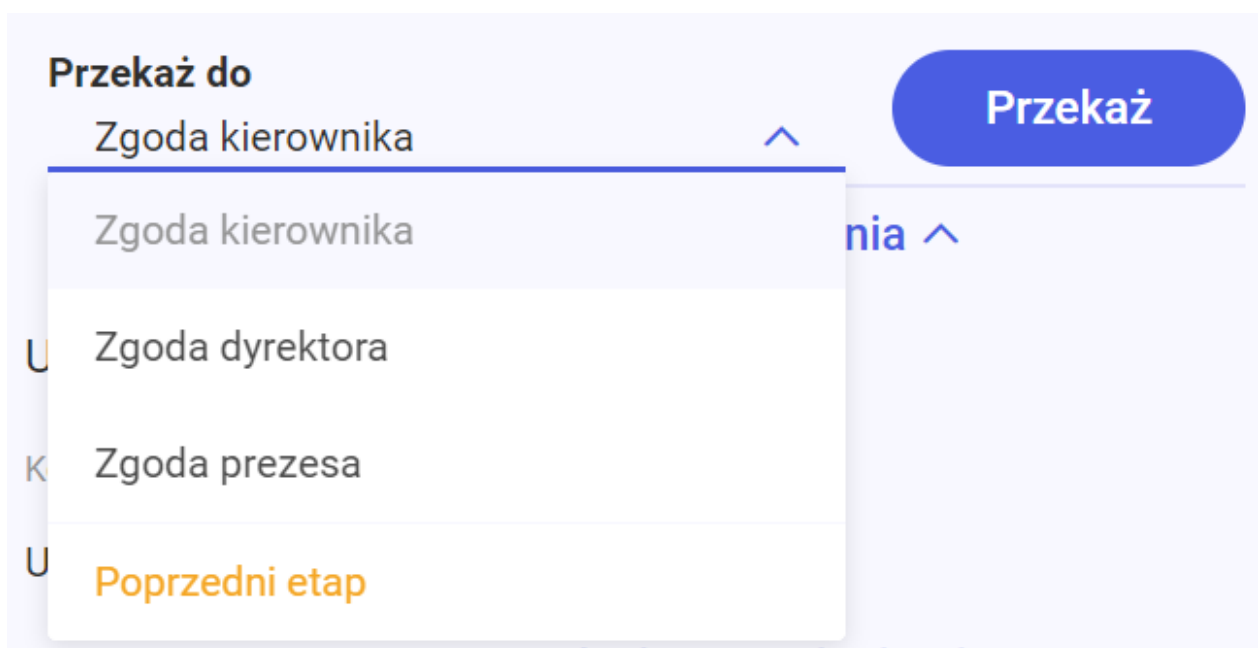 Przekaż do
Zgoda kierownika
Przekaż
Zgoda kierownika
nia
Zgoda dyrektora
U
Zgoda prezesa
K
U
Poprzedni etap